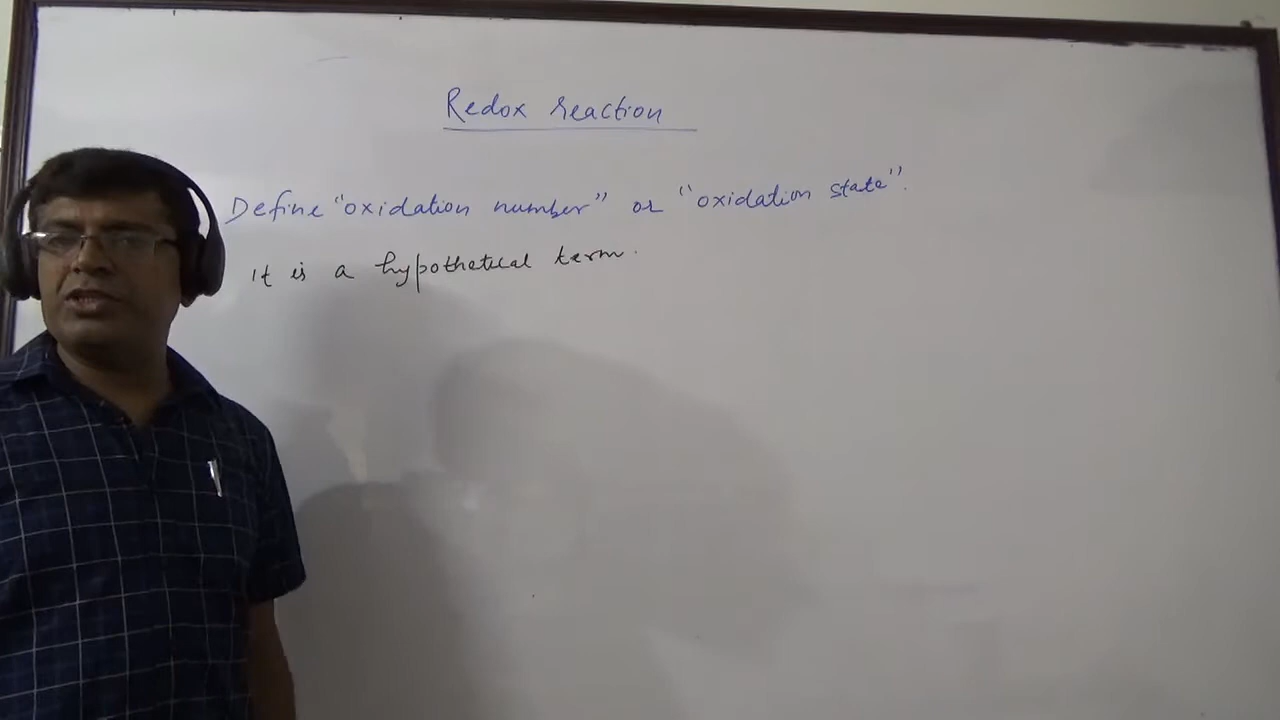 Redox reaction
Define "oxidation number" or "oxidation state".
It is a hypothetical term.